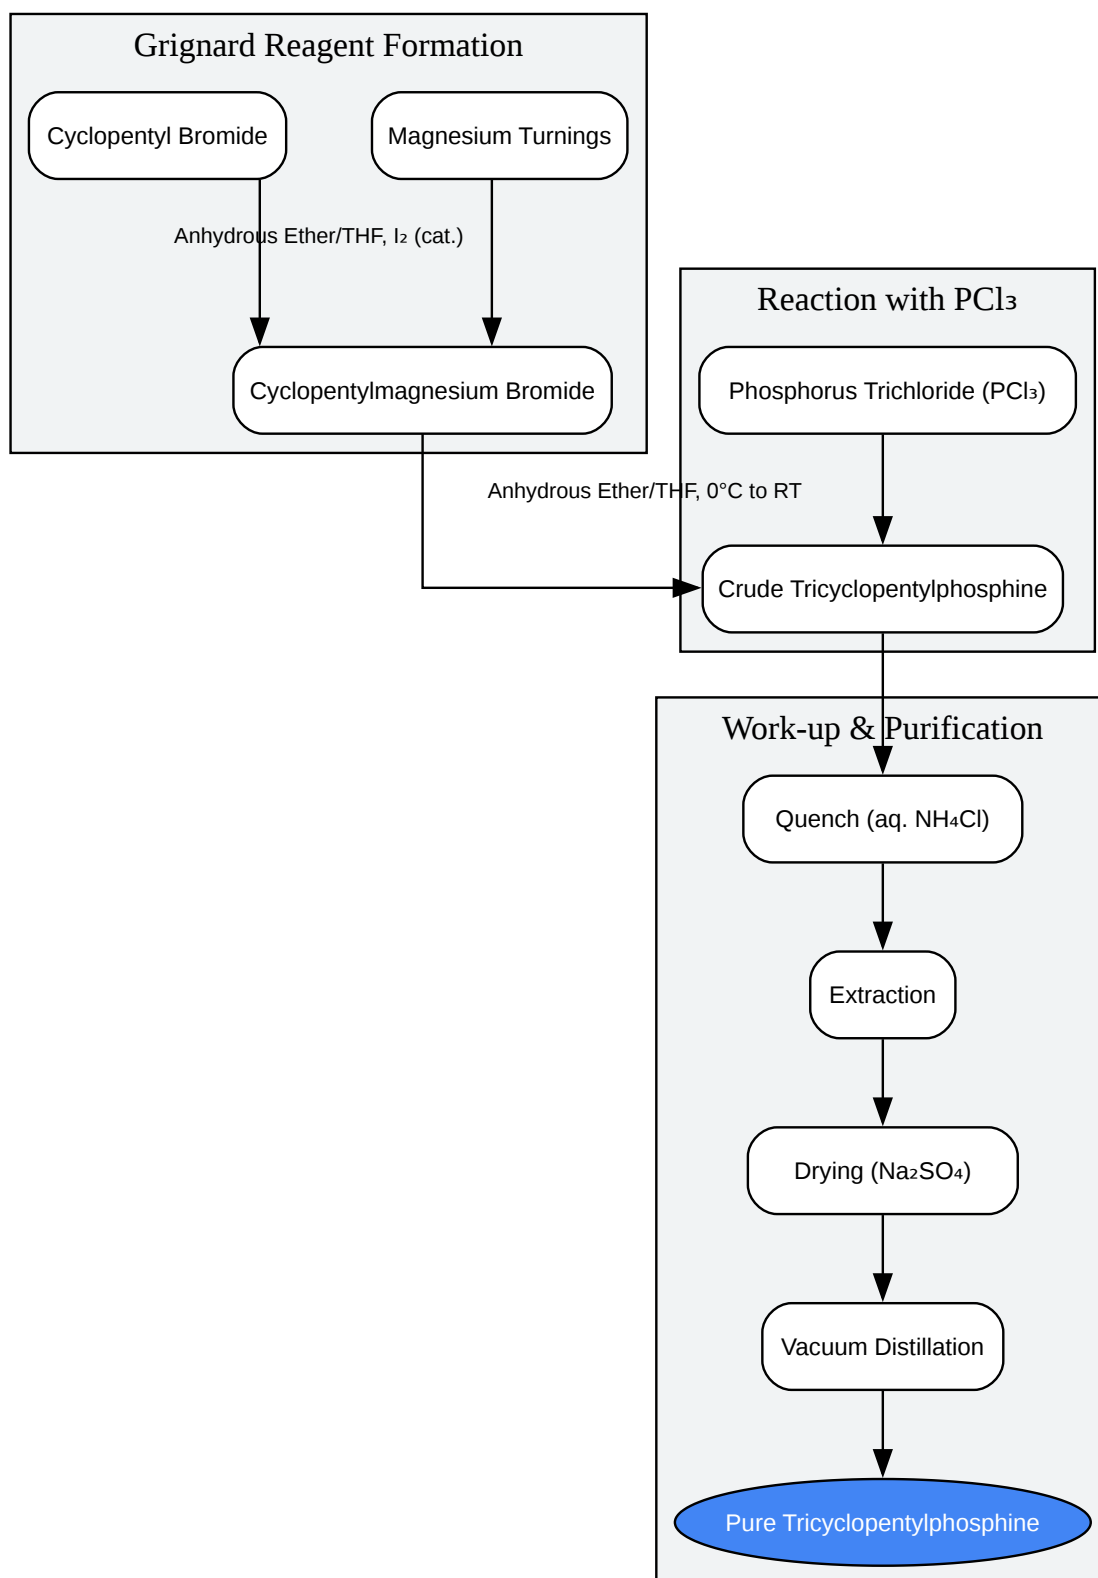 Grignard Reagent Formation
Cyclopentyl Bromide
Magnesium Turnings
Anhydrous Ether/THF, I₂ (cat.)
Cyclopentylmagnesium Bromide
Reaction with PCl₃
Phosphorus Trichloride (PCl₃)
Anhydrous Ether/THF, 0°C to RT
Crude Tricyclopentylphosphine
Work-up & Purification
Quench (aq. NH₄Cl)
Extraction
Drying (Na₂SO₄)
Vacuum Distillation
Pure Tricyclopentylphosphine